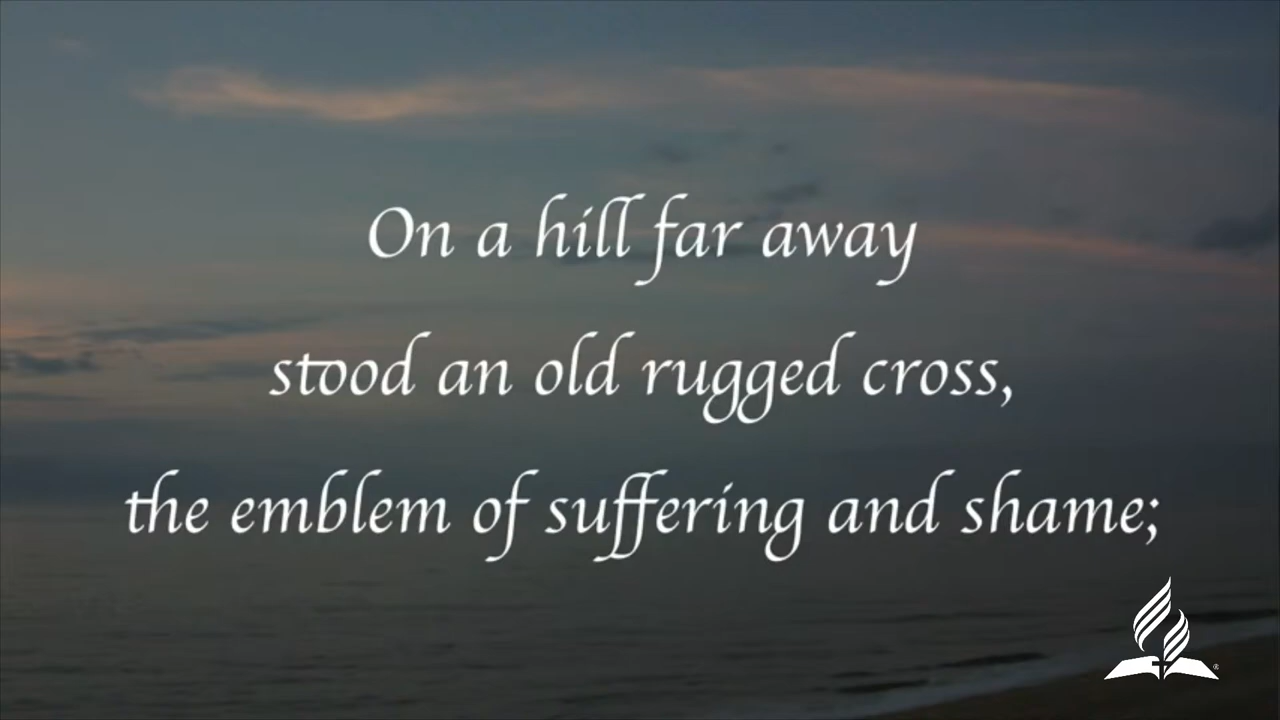 On a hill far away
stood an old rugged cross,
the emblem of suffering and shame;